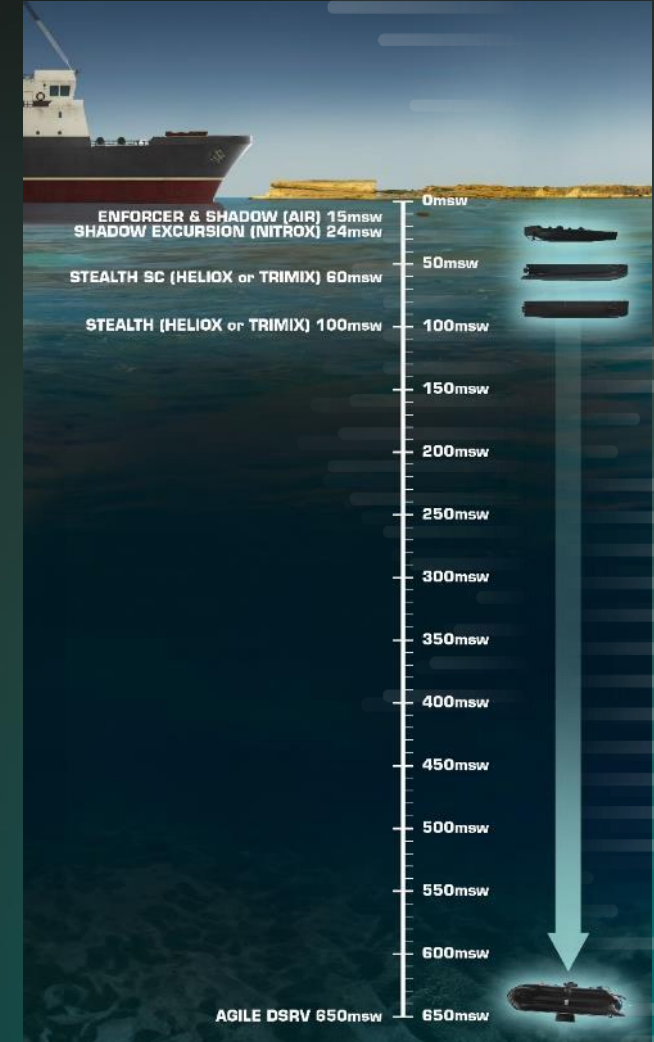 0msw
ENFORCER & SHADOW (AIR) 15msw
SHADOW EXCURSION (NITROX) 24msw
50msw
STEALTH SC (HELIOX or TRIMIX) 60msw
STEALTH (HELIOX or TRIMIX) 100msw
100msw
150msw
200msw
250msw
300msw
350msw
400msw
450msw
500msw
550msw
600msw
AGILE DSRV 650msw
650msw